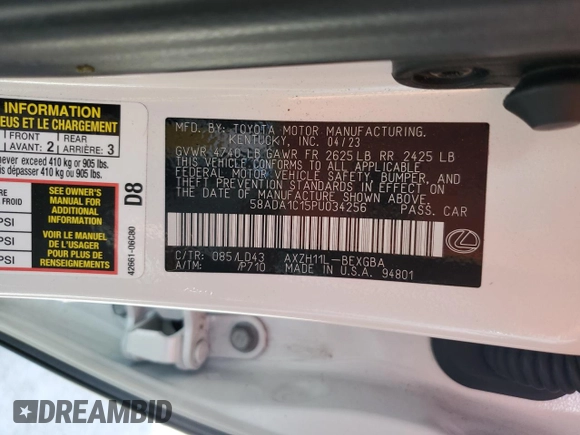 INFORMATION
EUS ET LE CHARGEMENT
FRONT
AVANT: 2
REAR
ARRIÈRE: 3
never exceed 410 kg or 905 lbs.
dépasser 410 kg ou 905 lb.
PSI
PSI
PSI
SEE OWNER'S
MANUAL FOR
ADDITIONAL
INFORMATION
VOIR LE MANUEL
DE L'USAGER
POUR PLUS DE
RENSEIGNEMENTS
D8
42661-06C80
MFD. BY: TOYOTA MOTOR MANUFACTURING,
KENTUCKY, INC. 04/23
GVWR 4740 LB GAWR FR 2625 LB RR 2425 LB
THIS VEHICLE CONFORMS TO ALL APPLICABLE
FEDERAL MOTOR VEHICLE SAFETY, BUMPER, AND
THEFT PREVENTION STANDARDS IN EFFECT ON
THE DATE OF MANUFACTURE SHOWN ABOVE.
58ADA1C15PU034256 PASS. CAR
C/TR: 085/LD43 AXZH11L-BEXGBA
A/TM: /P710 MADE IN U.S.A. 94801
DREAMBID